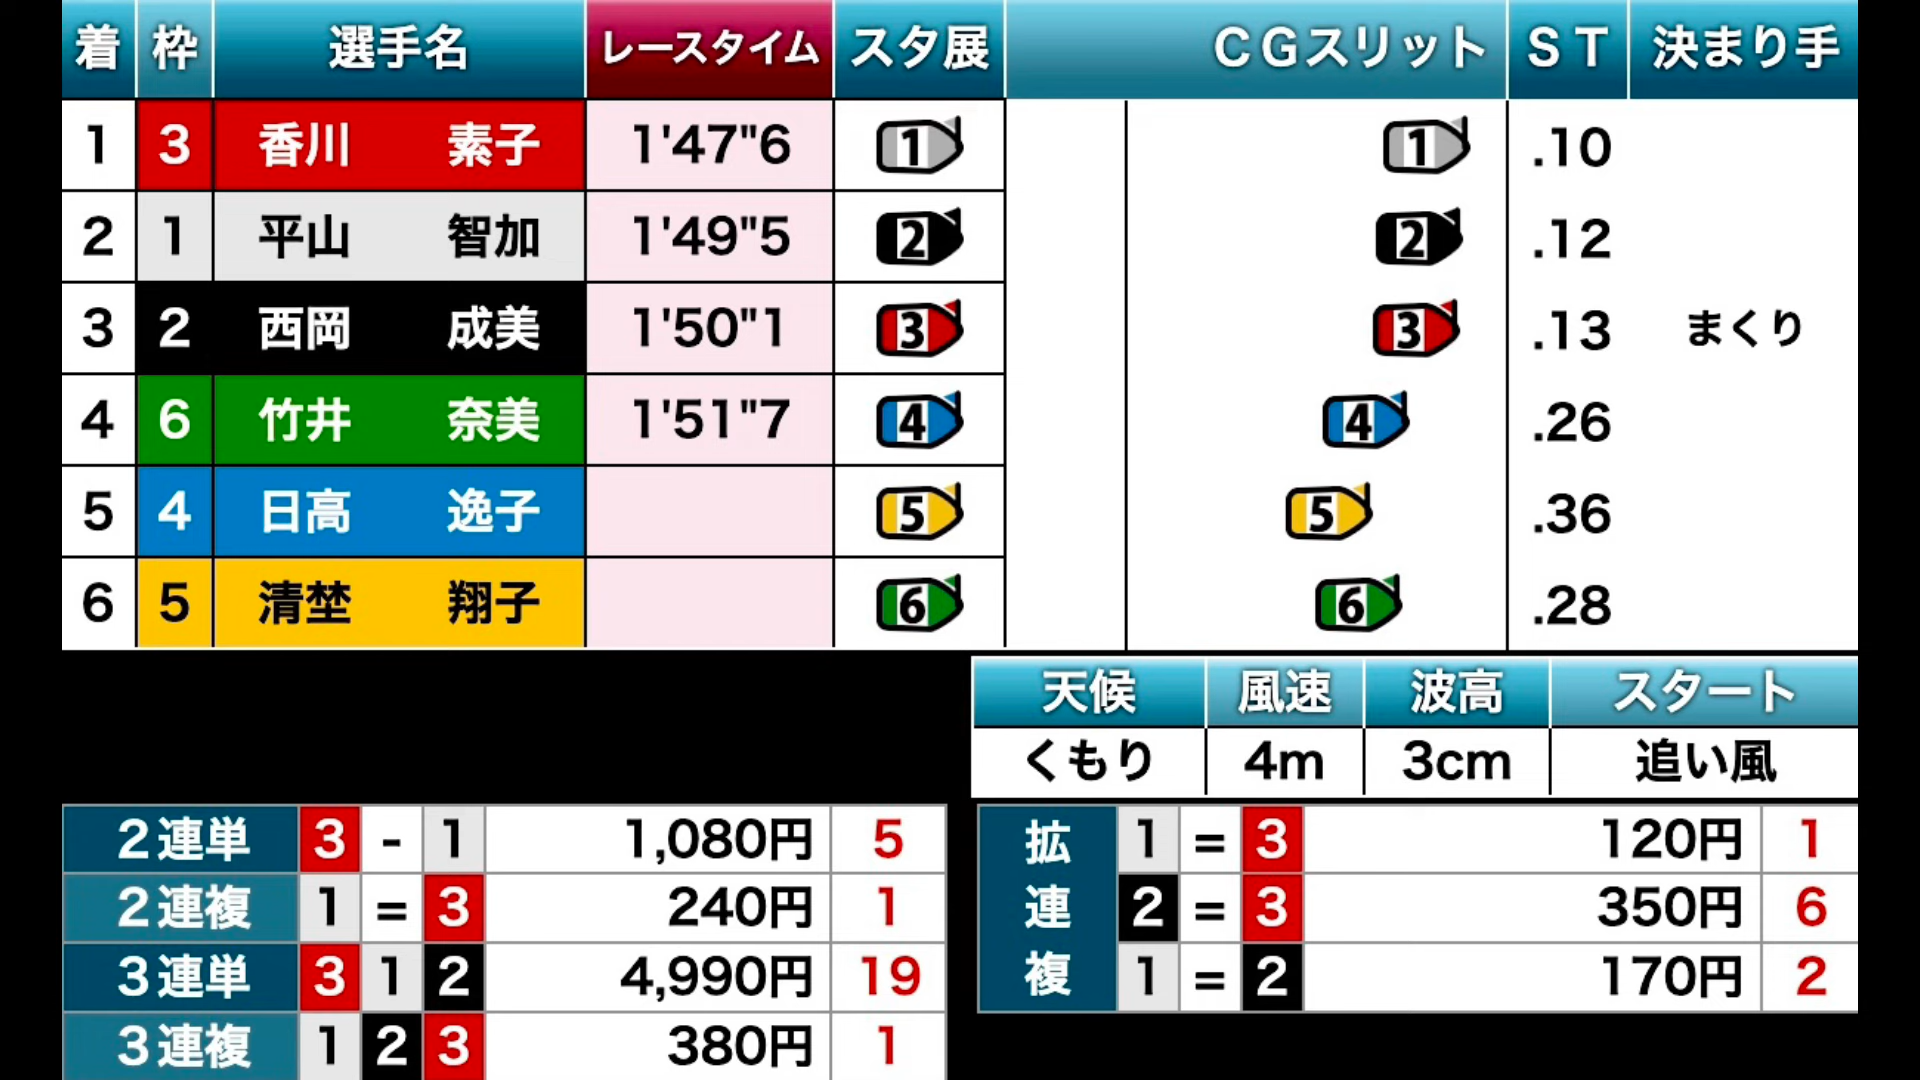 着 枠 選手名 レースタイム スタ展 CGスリット ST 決まり手
1 3 香川 素子 1'47"6 1 1 .10
2 1 平山 智加 1'49"5 2 2 .12
3 2 西岡 成美 1'50"1 3 3 .13 まくり
4 6 竹井 奈美 1'51"7 4 4 .26
5 4 日高 逸子 5 5 .36
6 5 清埜 翔子 6 6 .28
天候 風速 波高 スタート
くもり 4m 3cm 追い風
2連単 3 - 1 1,080円 5
2連複 1 = 3 240円 1
3連単 3 1 2 4,990円 19
3連複 1 2 3 380円 1
拡 1 = 3 120円 1
連 2 = 3 350円 6
複 1 = 2 170円 2